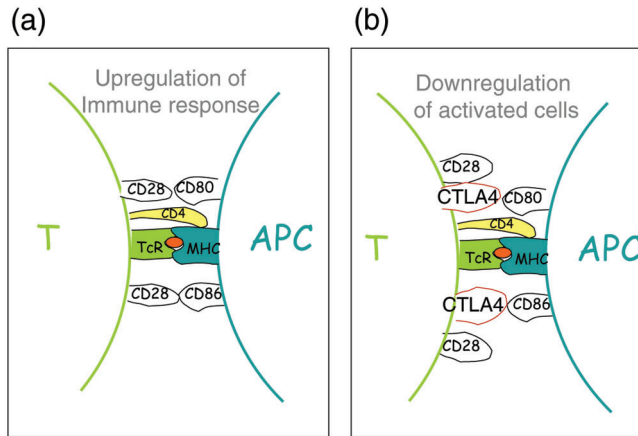 (a)
Upregulation of
Immune response
CD28 CD80
CD4
T TcR MHC APC
CD28 CD86
(b)
Downregulation
of activated cells
CD28
CTLA4 CD80
CD4
T TcR MHC APC
CTLA4 CD86
CD28